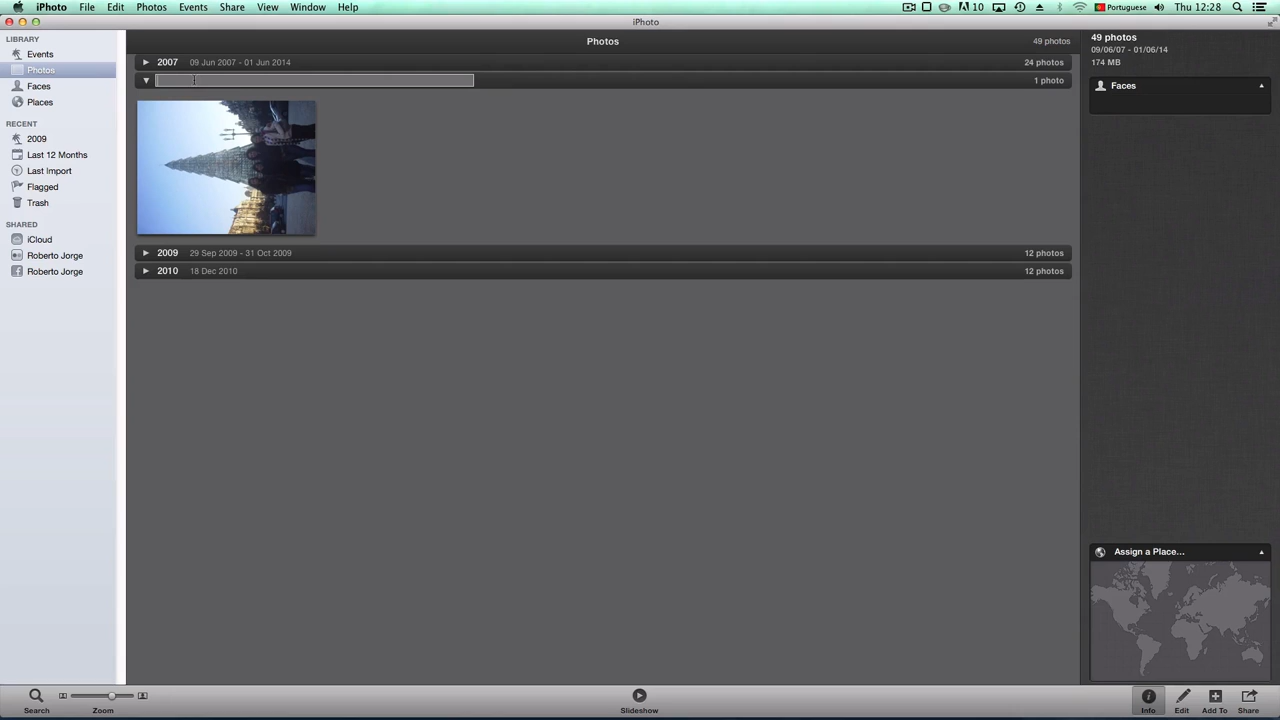 iPhoto File Edit Photos Events Share View Window Help 10 Portuguese Thu 12:28
iPhoto
LIBRARY
Events
Photos
Faces
Places
RECENT
2009
Last 12 Months
Last Import
Flagged
Trash
SHARED
iCloud
Roberto Jorge
Roberto Jorge
Photos 49 photos
2007 09 Jun 2007 - 01 Jun 2014 24 photos
1 photo
2009 29 Sep 2009 - 31 Oct 2009 12 photos
2010 18 Dec 2010 12 photos
49 photos
09/06/07 - 01/06/14
174 MB
Faces
Assign a Place...
Search Zoom Slideshow Info Edit Add To Share